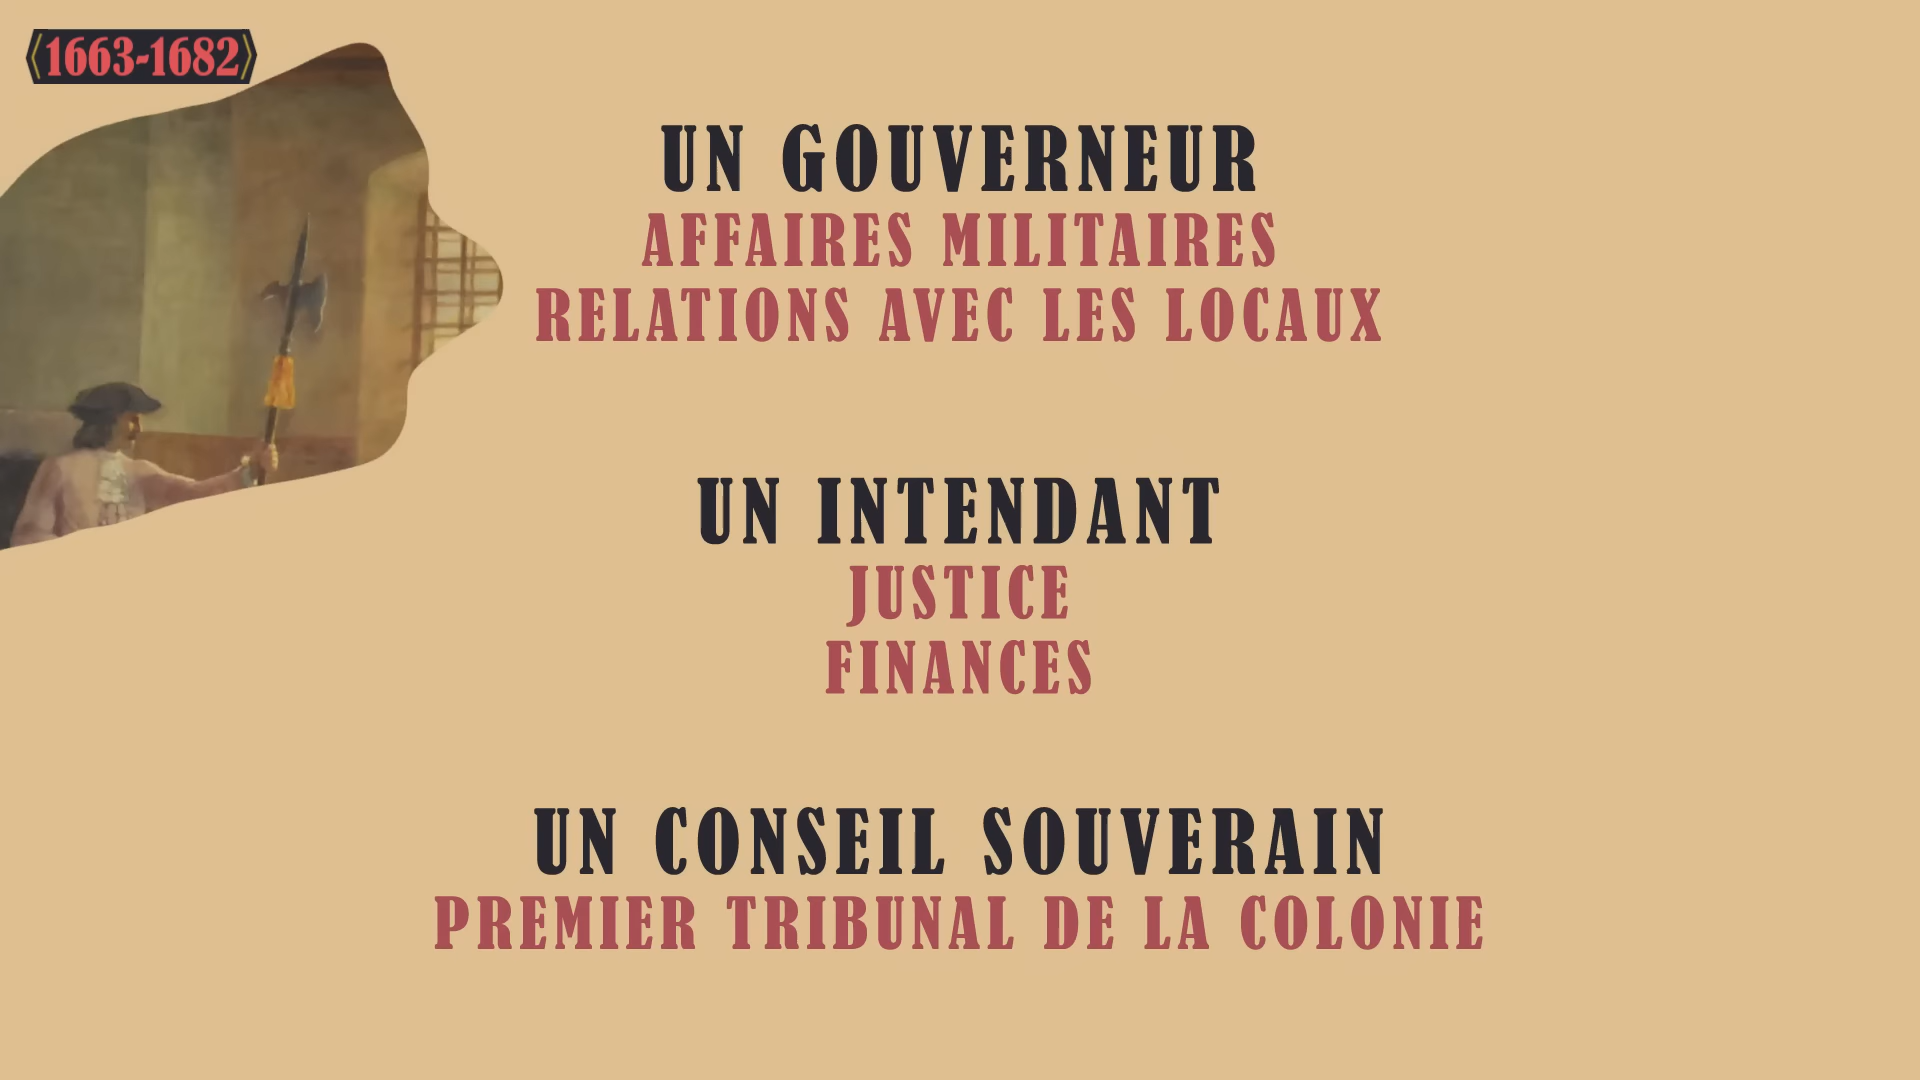 1663-1682
UN GOUVERNEUR
AFFAIRES MILITAIRES
RELATIONS AVEC LES LOCAUX
UN INTENDANT
JUSTICE
FINANCES
UN CONSEIL SOUVERAIN
PREMIER TRIBUNAL DE LA COLONIE